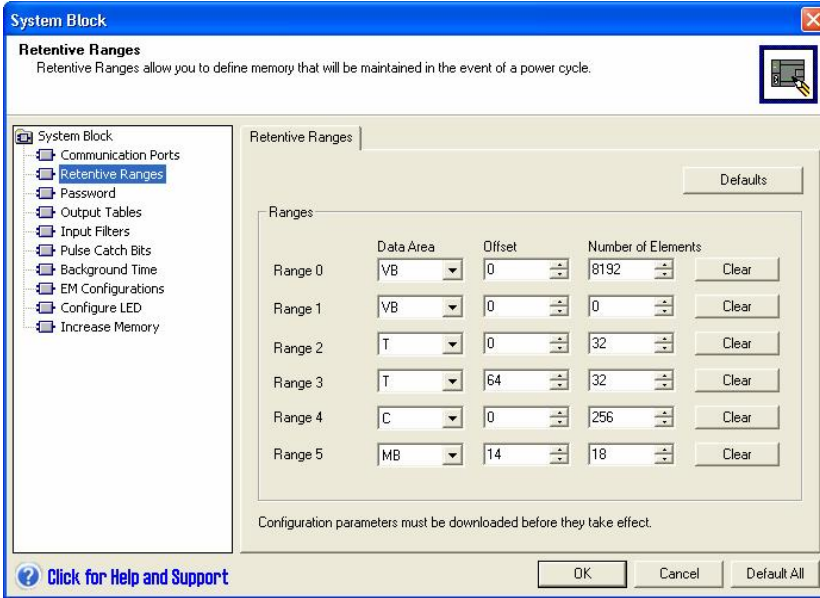 System Block
Retentive Ranges
Retentive Ranges allow you to define memory that will be maintained in the event of a power cycle.
System Block
Communication Ports
Retentive Ranges
Password
Output Tables
Input Filters
Pulse Catch Bits
Background Time
EM Configurations
Configure LED
Increase Memory
Retentive Ranges
Defaults
Ranges
Data Area Offset Number of Elements
Range 0 VB 0 8192 Clear
Range 1 VB 0 0 Clear
Range 2 T 0 32 Clear
Range 3 T 64 32 Clear
Range 4 C 0 256 Clear
Range 5 MB 14 18 Clear
Configuration parameters must be downloaded before they take effect.
? Click for Help and Support
OK Cancel Default All